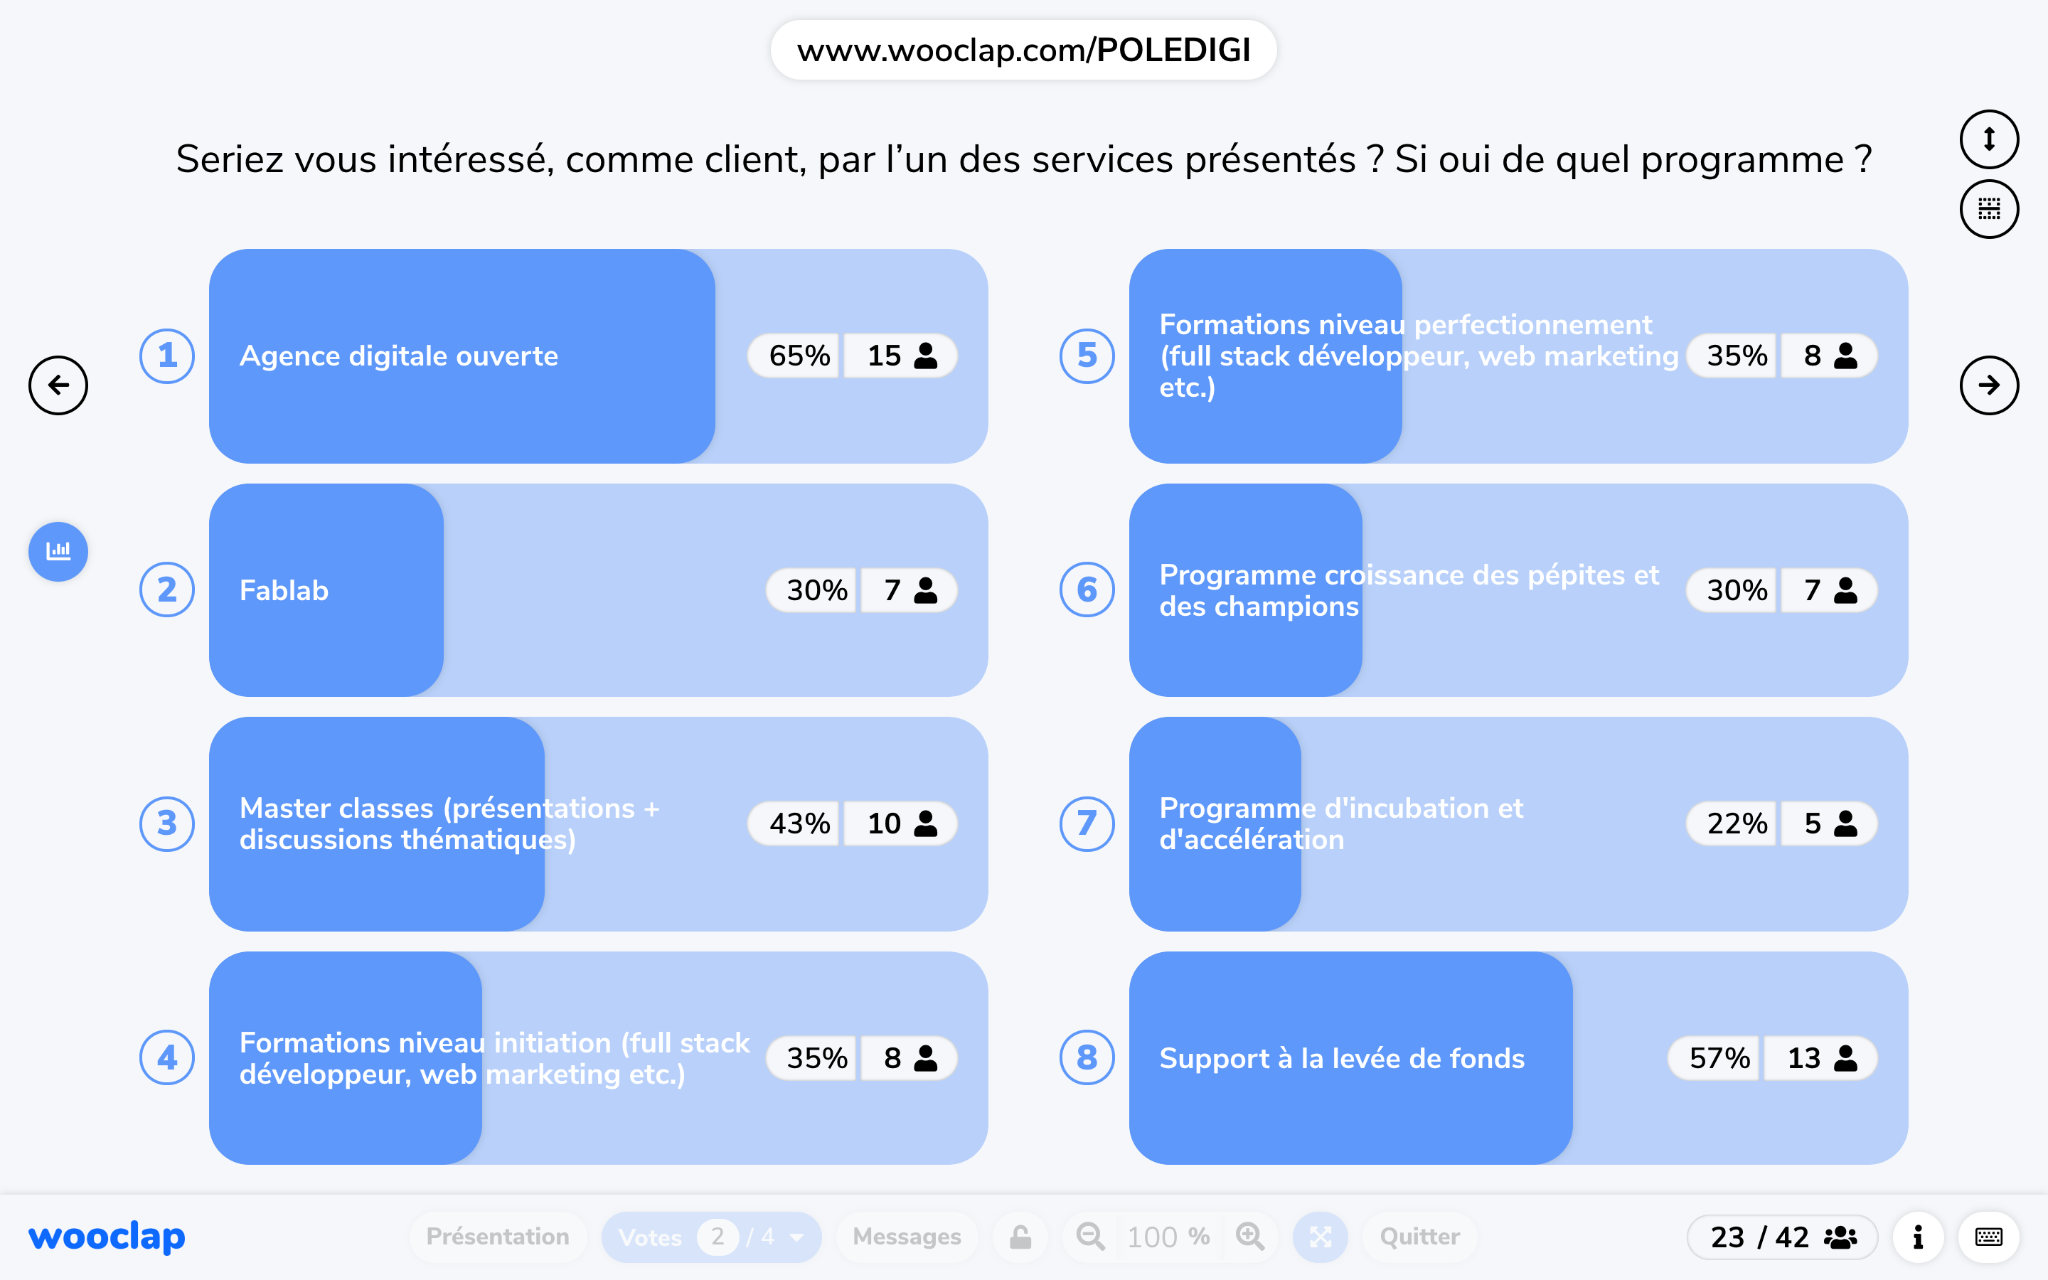 www.wooclap.com/POLEDIGI
Seriez vous intéressé, comme client, par l’un des services présentés ? Si oui de quel programme ?
1
Agence digitale ouverte
65% 15
2
Fablab
30% 7
3
Master classes (présentations +
discussions thématiques)
43% 10
4
Formations niveau initiation (full stack
développeur, web marketing etc.)
35% 8
5
Formations niveau perfectionnement
(full stack développeur, web marketing
etc.)
35% 8
6
Programme croissance des pépites et
des champions
30% 7
7
Programme d'incubation et
d'accélération
22% 5
8
Support à la levée de fonds
57% 13
wooclap
Présentation
Votes 2 / 4
Messages
100 %
Quitter
23 / 42